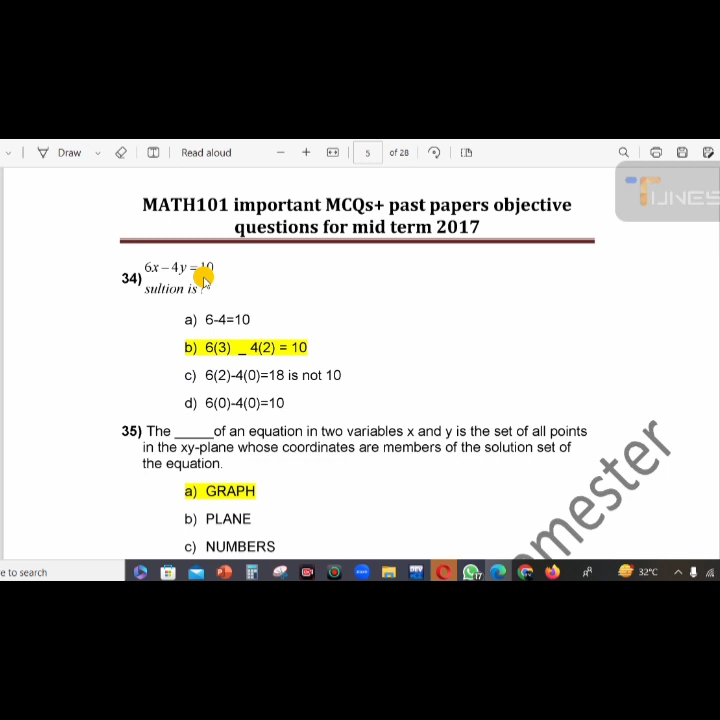 Draw
Read aloud
5
of 28
TUNES
MATH101 important MCQs+ past papers objective
questions for mid term 2017
34)
6x – 4y = 10
sultion is ?
a) 6-4=10
b) 6(3) _ 4(2) = 10
c) 6(2)-4(0)=18 is not 10
d) 6(0)-4(0)=10
35) The _____of an equation in two variables x and y is the set of all points
in the xy-plane whose coordinates are members of the solution set of
the equation.
a) GRAPH
b) PLANE
c) NUMBERS
emester
e to search
17
32°C